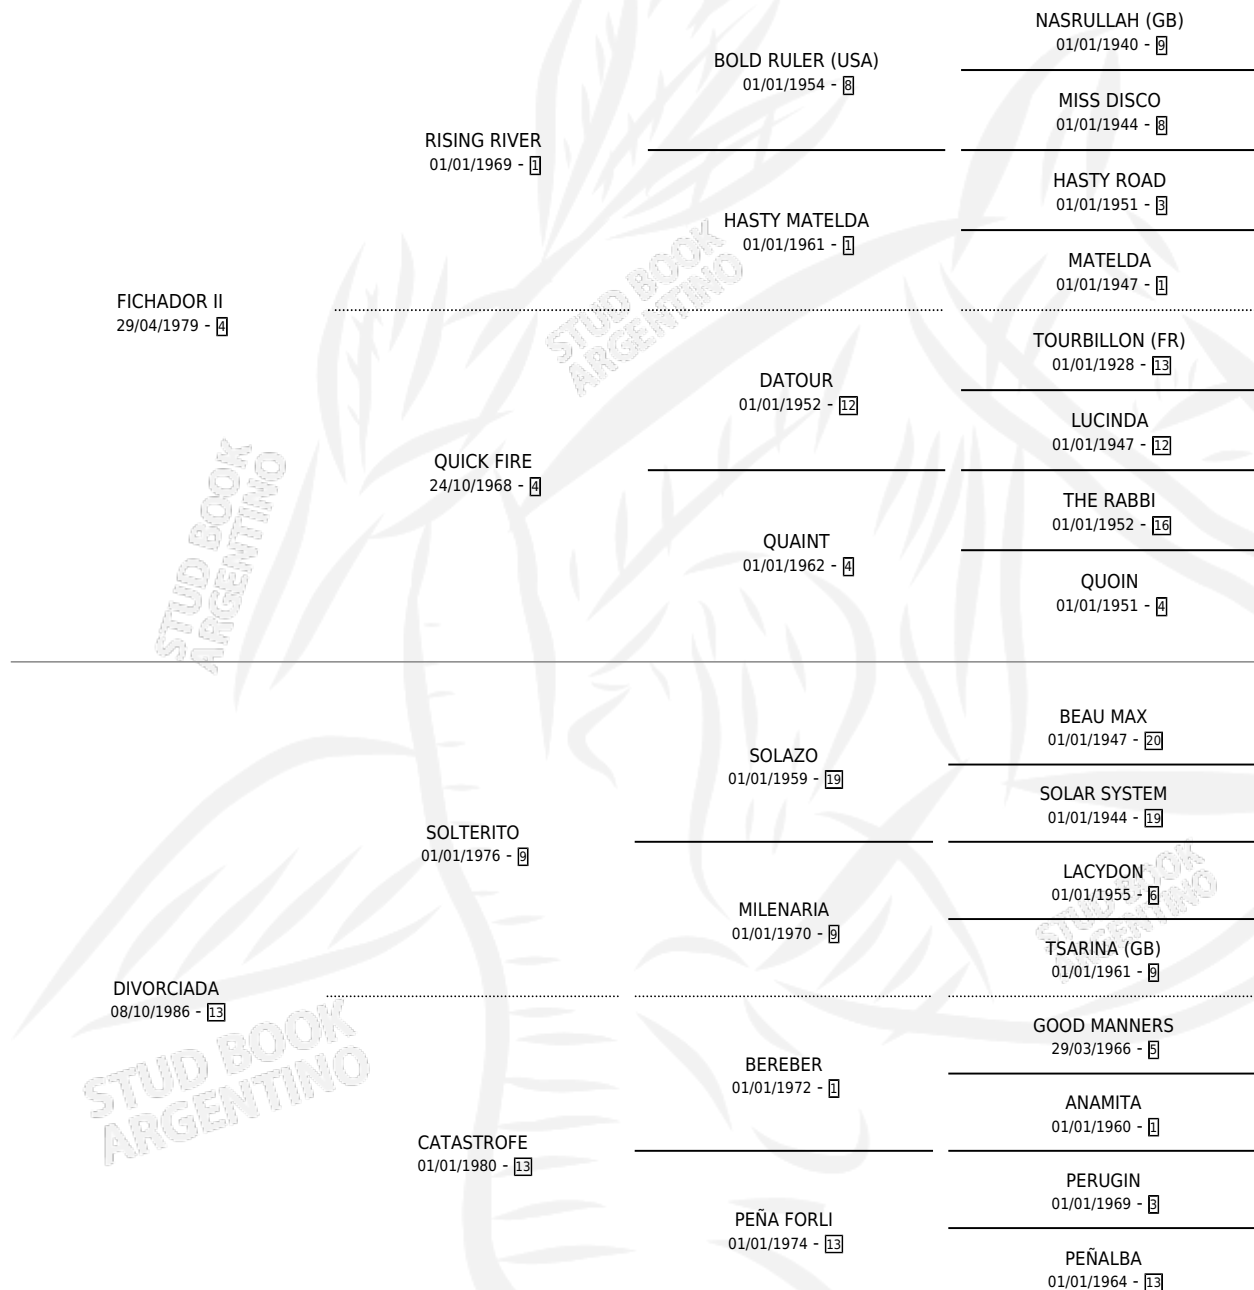 NASRULLAH (GB)
01/01/1940 - 9
BOLD RULER (USA)
01/01/1954 - 8
MISS DISCO
01/01/1944 - 8
RISING RIVER
01/01/1969 - 1
HASTY ROAD
01/01/1951 - 3
HASTY MATELDA
01/01/1961 - 1
MATELDA
01/01/1947 - 1
FICHADOR II
29/04/1979 - 4
TOURBILLON (FR)
01/01/1928 - 13
DATOUR
01/01/1952 - 12
LUCINDA
01/01/1947 - 12
QUICK FIRE
24/10/1968 - 4
THE RABBI
01/01/1952 - 16
QUAINT
01/01/1962 - 4
QUOIN
01/01/1951 - 4
BEAU MAX
01/01/1947 - 20
SOLAZO
01/01/1959 - 19
SOLAR SYSTEM
01/01/1944 - 19
SOLTERITO
01/01/1976 - 9
LACYDON
01/01/1955 - 6
MILENARIA
01/01/1970 - 9
TSARINA (GB)
01/01/1961 - 9
DIVORCIADA
08/10/1986 - 13
GOOD MANNERS
29/03/1966 - 5
BEREBER
01/01/1972 - 1
ANAMITA
01/01/1960 - 1
CATASTROFE
01/01/1980 - 13
PERUGIN
01/01/1969 - 3
PEÑA FORLI
01/01/1974 - 13
PEÑALBA
01/01/1964 - 13
STUD BOOK
ARGENTINO
STUD BOOK
ARGENTINO
STUD BOOK
ARGENTINO
STUD BOOK
ARGENTINO